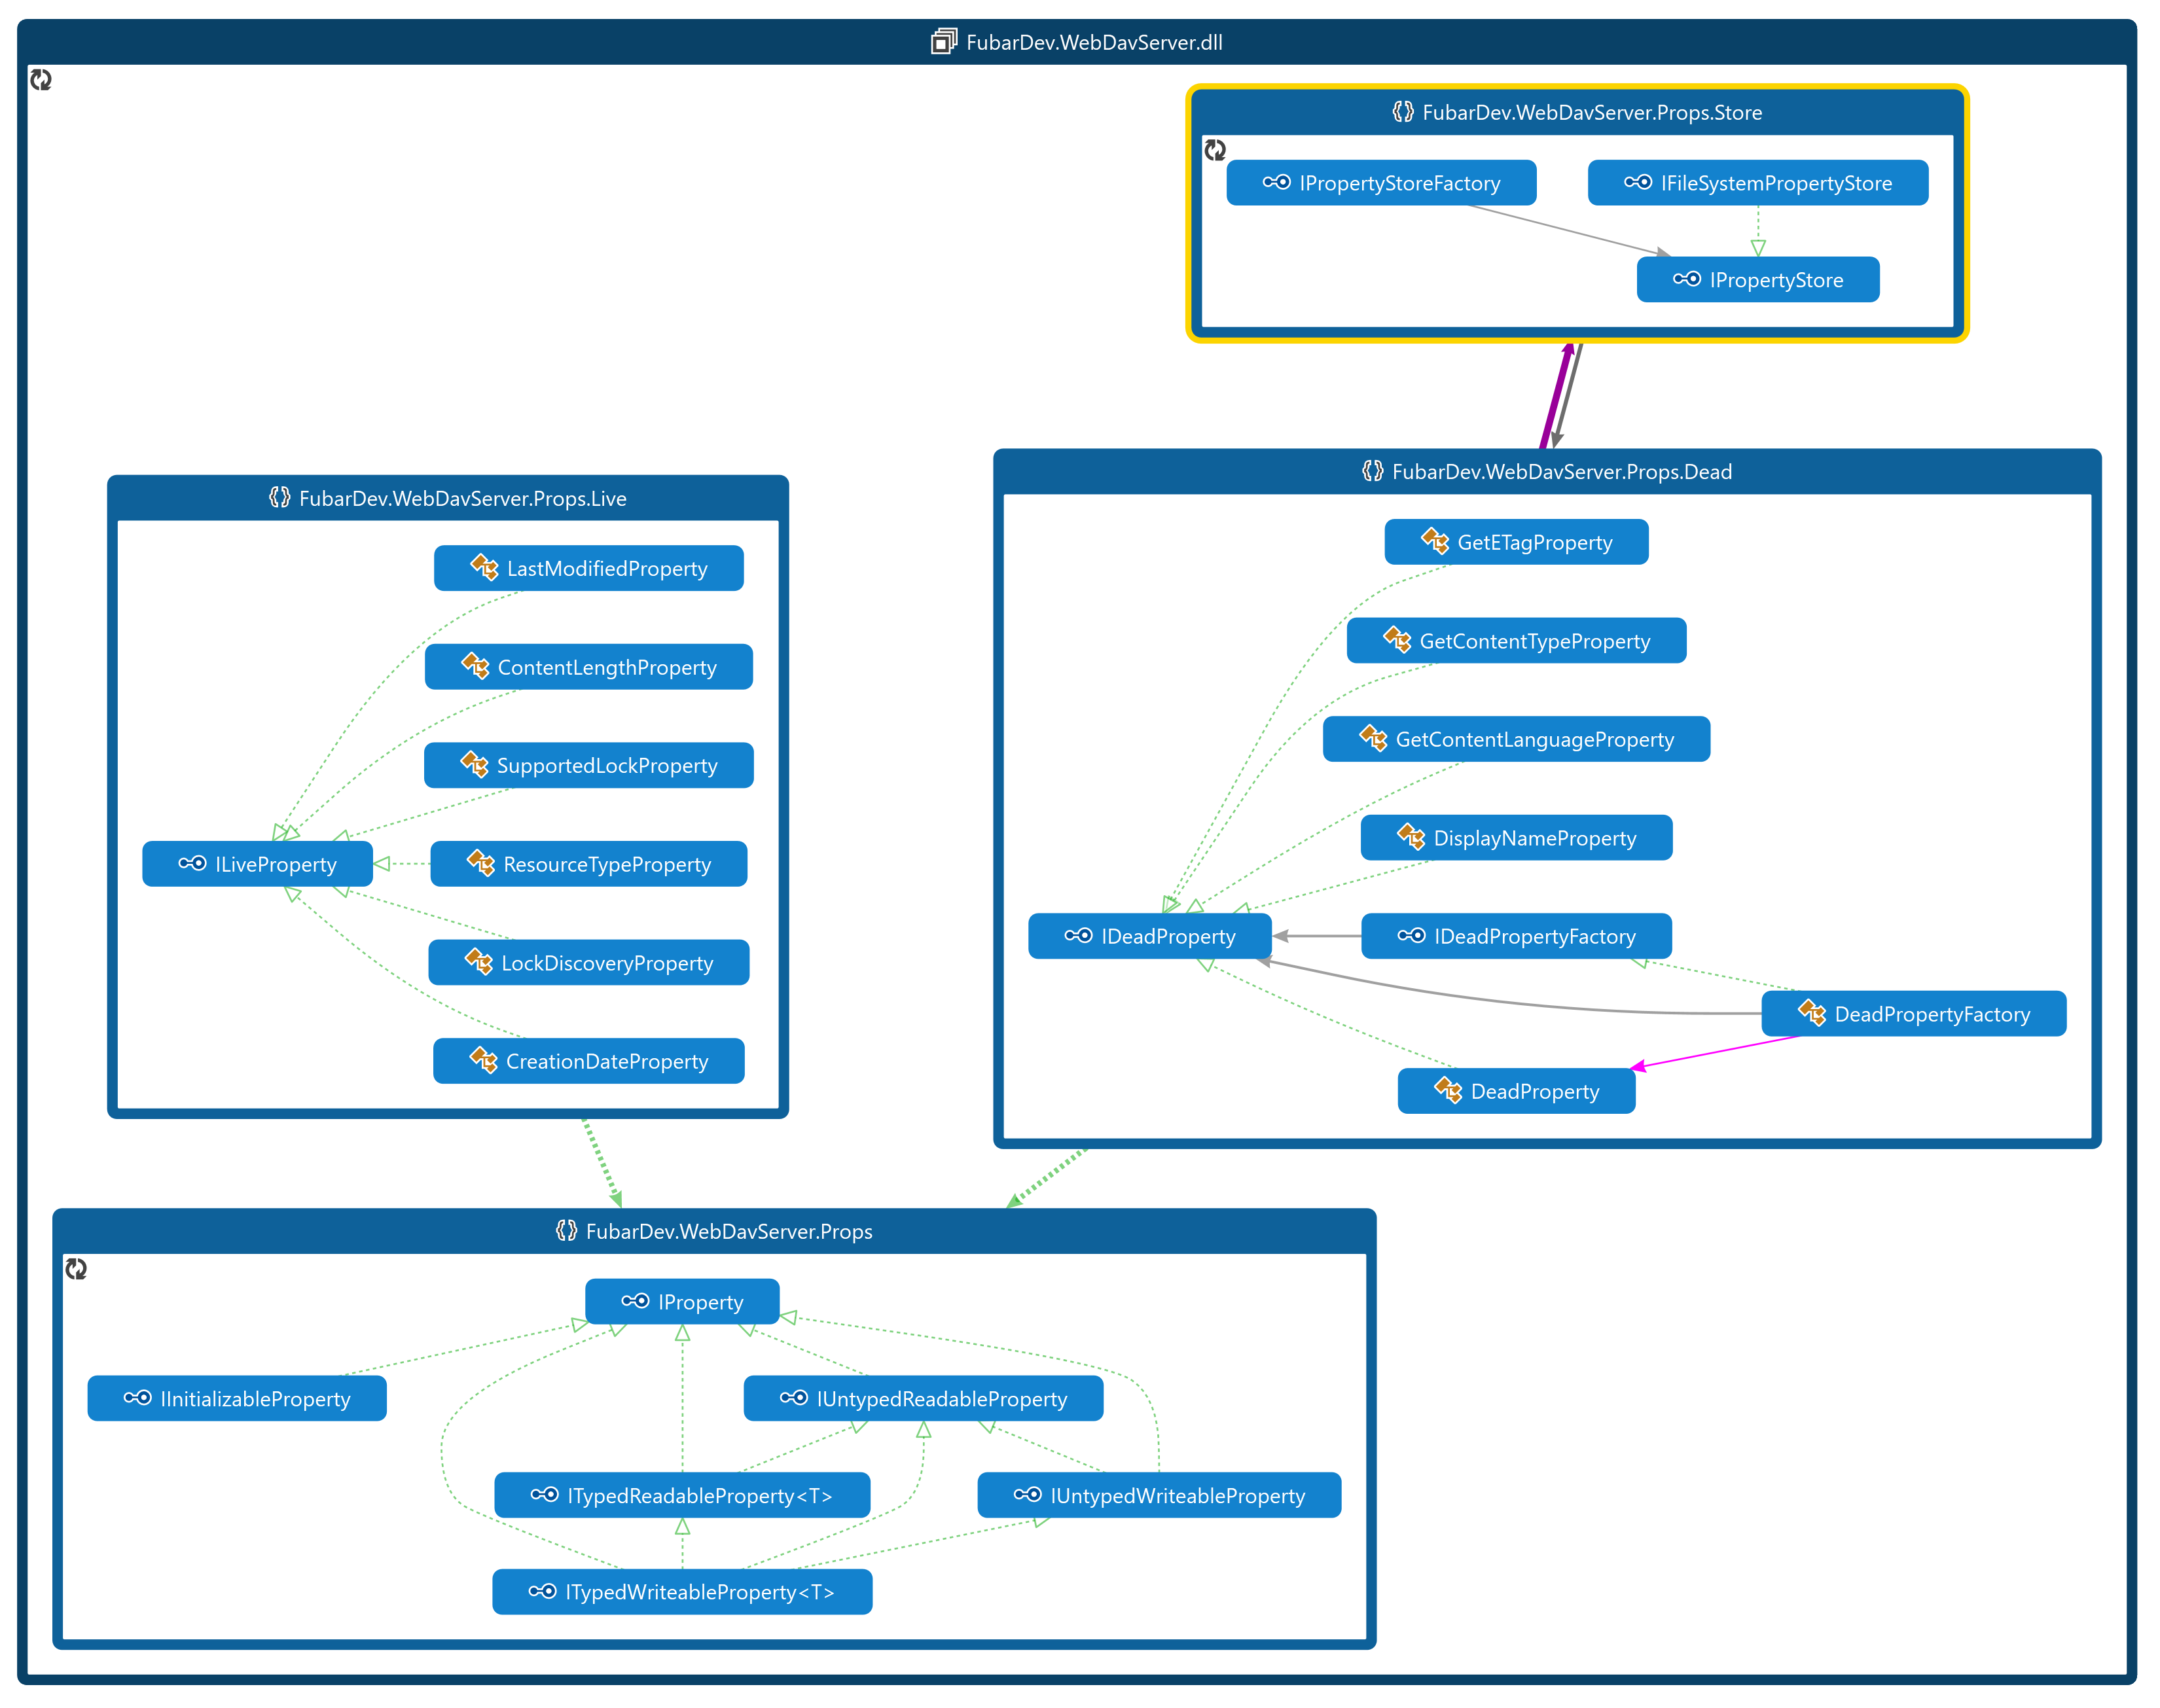 FubarDev.WebDavServer.dll
FubarDev.WebDavServer.Props.Store
IPropertyStoreFactory
IFileSystemPropertyStore
IPropertyStore
FubarDev.WebDavServer.Props.Live
LastModifiedProperty
ContentLengthProperty
SupportedLockProperty
ILiveProperty
ResourceTypeProperty
LockDiscoveryProperty
CreationDateProperty
FubarDev.WebDavServer.Props.Dead
GetETagProperty
GetContentTypeProperty
GetContentLanguageProperty
DisplayNameProperty
IDeadProperty
IDeadPropertyFactory
DeadPropertyFactory
DeadProperty
FubarDev.WebDavServer.Props
IProperty
IInitializableProperty
IUntypedReadableProperty
ITypedReadableProperty<T>
IUntypedWriteableProperty
ITypedWriteableProperty<T>